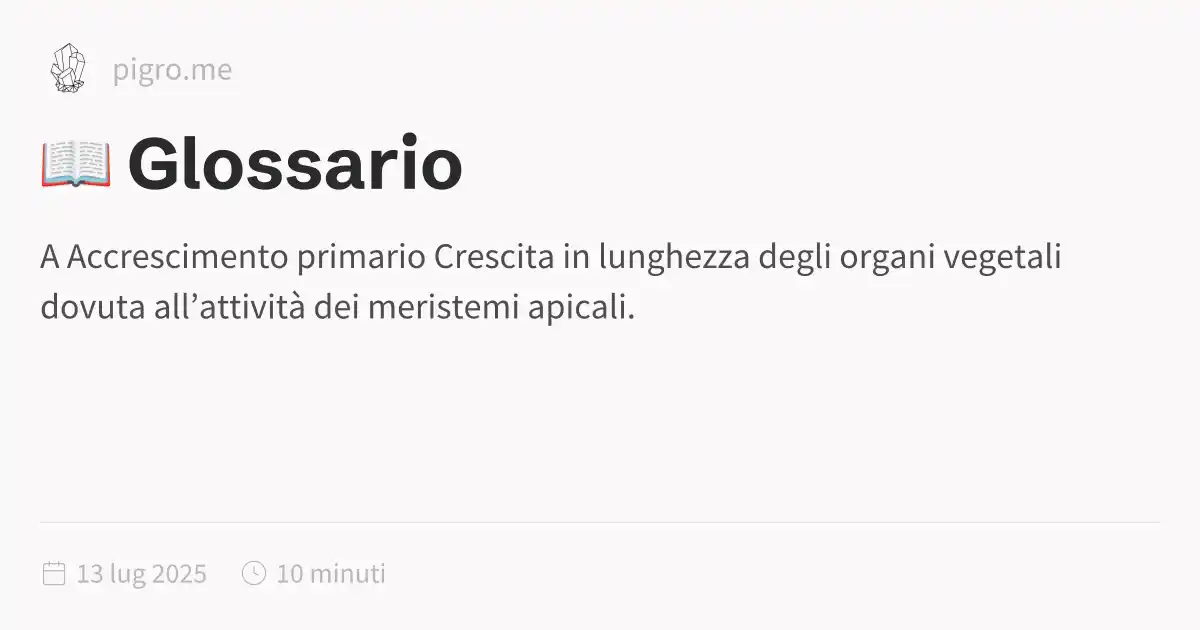 pigro.me
📖 Glossario
A Accrescimento primario Crescita in lunghezza degli organi vegetali
dovuta all’attività dei meristemi apicali.
13 lug 2025 10 minuti